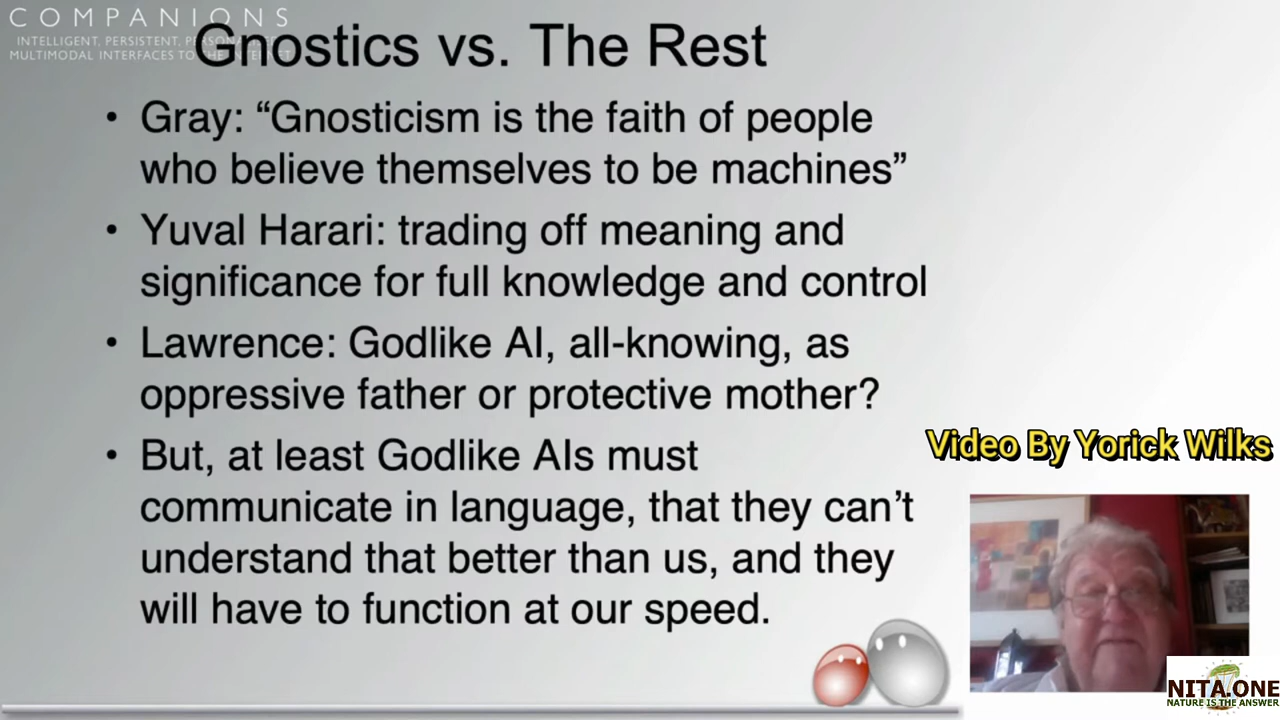 COMPANIONS
INTELLIGENT, PERSISTENT, PERSONALISED
MULTIMODAL INTERFACES TO THE INTERNET
Gnostics vs. The Rest
• Gray: “Gnosticism is the faith of people
who believe themselves to be machines”
• Yuval Harari: trading off meaning and
significance for full knowledge and control
• Lawrence: Godlike AI, all-knowing, as
oppressive father or protective mother?
• But, at least Godlike AIs must
communicate in language, that they can’t
understand that better than us, and they
will have to function at our speed.
Video By Yorick Wilks
NITA.ONE
NATURE IS THE ANSWER